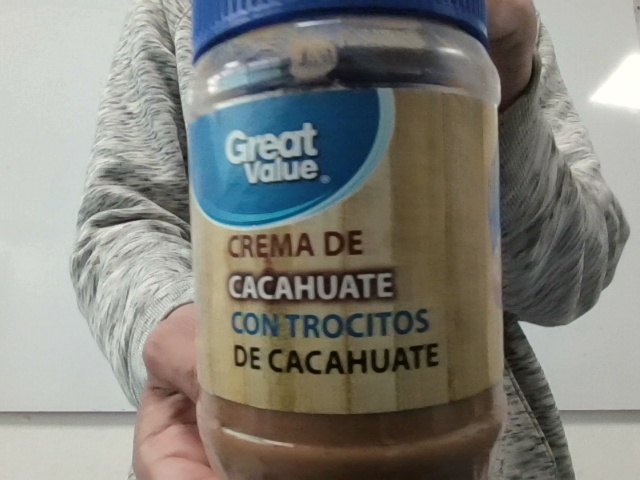 Great
Value®
CREMA DE
CACAHUATE
CON TROCITOS
DE CACAHUATE